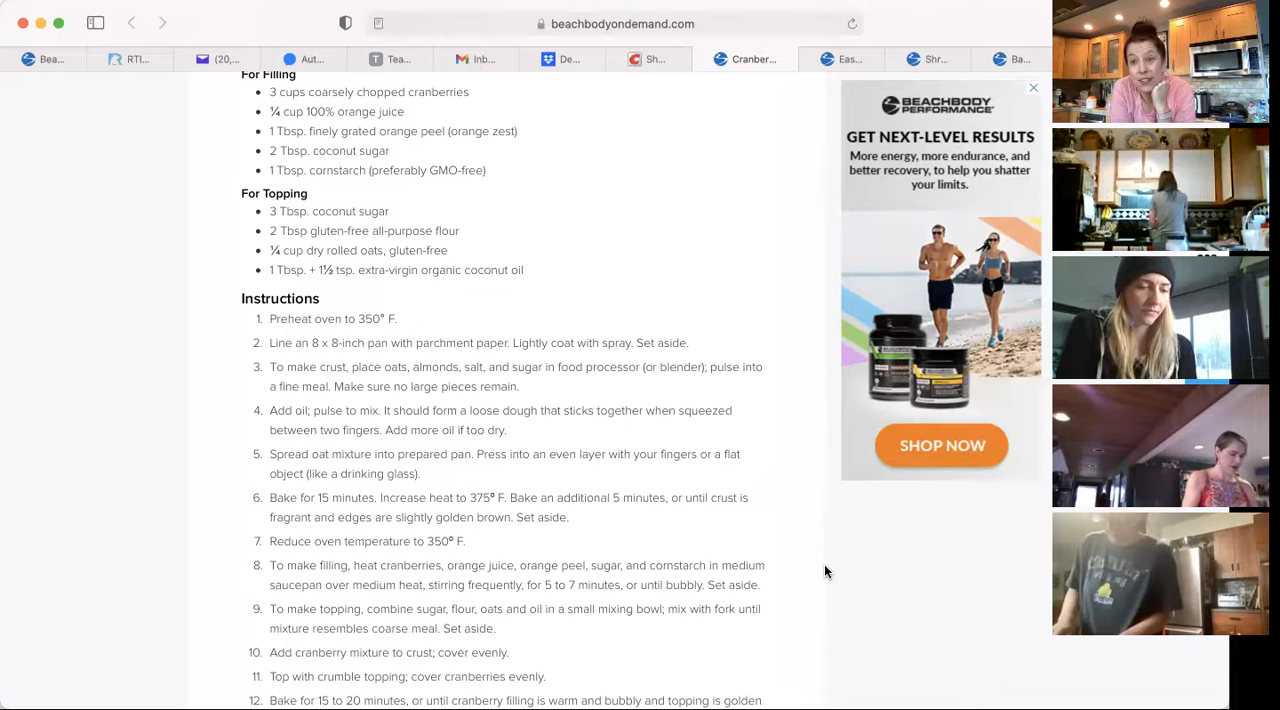 beachbodyondemand.com
Bea...
RTI...
(20,...
Aut...
Tea...
Inb...
De...
Sh...
Cranber...
Eas...
Shr...
Ba...
For Filling
3 cups coarsely chopped cranberries
¼ cup 100% orange juice
1 Tbsp. finely grated orange peel (orange zest)
2 Tbsp. coconut sugar
1 Tbsp. cornstarch (preferably GMO-free)
For Topping
3 Tbsp. coconut sugar
2 Tbsp gluten-free all-purpose flour
¼ cup dry rolled oats, gluten-free
1 Tbsp. + 1½ tsp. extra-virgin organic coconut oil
Instructions
1. Preheat oven to 350° F.
2. Line an 8 x 8-inch pan with parchment paper. Lightly coat with spray. Set aside.
3. To make crust, place oats, almonds, salt, and sugar in food processor (or blender); pulse into
a fine meal. Make sure no large pieces remain.
4. Add oil; pulse to mix. It should form a loose dough that sticks together when squeezed
between two fingers. Add more oil if too dry.
5. Spread oat mixture into prepared pan. Press into an even layer with your fingers or a flat
object (like a drinking glass).
6. Bake for 15 minutes. Increase heat to 375º F. Bake an additional 5 minutes, or until crust is
fragrant and edges are slightly golden brown. Set aside.
7. Reduce oven temperature to 350º F.
8. To make filling, heat cranberries, orange juice, orange peel, sugar, and cornstarch in medium
saucepan over medium heat, stirring frequently, for 5 to 7 minutes, or until bubbly. Set aside.
9. To make topping, combine sugar, flour, oats and oil in a small mixing bowl; mix with fork until
mixture resembles coarse meal. Set aside.
10. Add cranberry mixture to crust; cover evenly.
11. Top with crumble topping; cover cranberries evenly.
12. Bake for 15 to 20 minutes, or until cranberry filling is warm and bubbly and topping is golden
BEACHBODY
PERFORMANCE
GET NEXT-LEVEL RESULTS
More energy, more endurance, and
better recovery, to help you shatter
your limits.
SHOP NOW